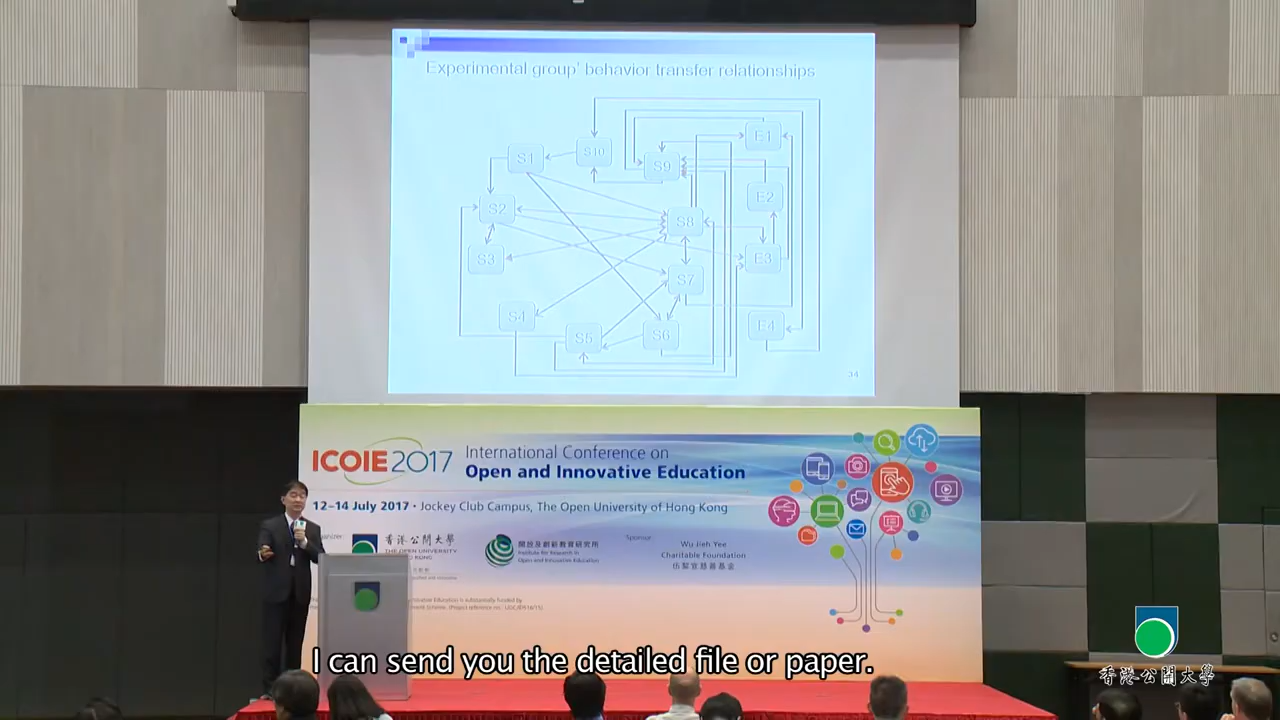 Experimental group' behavior transfer relationships
S1
S10
S9
E1
S2
S8
E2
S3
S7
E3
S4
S5
S6
E4
34
ICOIE2017
International Conference on
Open and Innovative Education
12–14 July 2017 • Jockey Club Campus, The Open University of Hong Kong
香港公開大學
THE OPEN UNIVERSITY
開放及創新教育研究所
Institute for Research in
Open and Innovative Education
Sponsor:
Wu Jieh Yee
Charitable Foundation
伍絜宜慈善基金
I can send you the detailed file or paper.
香港公開大學